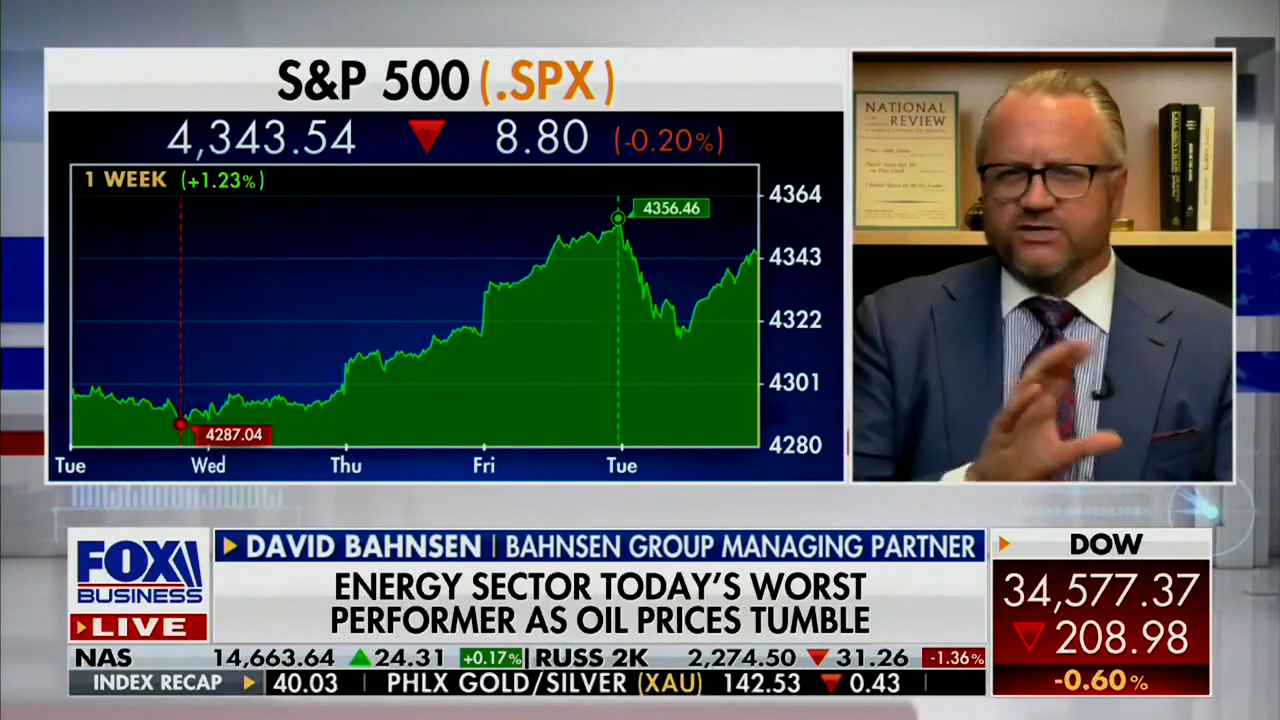 S&P 500 (.SPX)
4,343.54 ▼ 8.80 (-0.20%)
1 WEEK (+1.23%)
4364
4356.46
4343
4322
4301
4287.04
4280
Tue Wed Thu Fri Tue
NATIONAL
REVIEW
FOX
BUSINESS
LIVE
DAVID BAHNSEN | BAHNSEN GROUP MANAGING PARTNER
ENERGY SECTOR TODAY'S WORST
PERFORMER AS OIL PRICES TUMBLE
DOW
34,577.37
▼ 208.98
-0.60%
NAS 14,663.64 ▲ 24.31 +0.17% RUSS 2K 2,274.50 ▼ 31.26 -1.36%
INDEX RECAP 40.03 | PHLX GOLD/SILVER (XAU) 142.53 ▼ 0.43 |